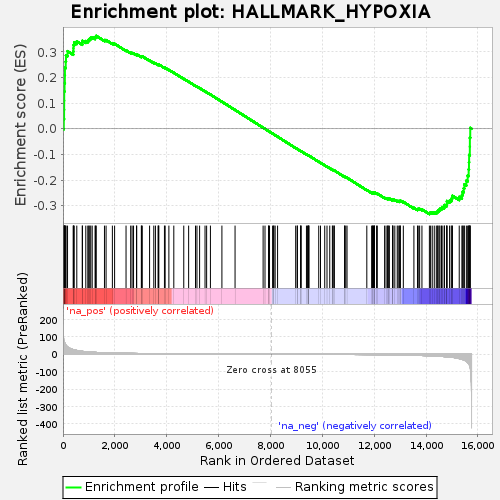 Enrichment plot: HALLMARK_HYPOXIA
Enrichment score (ES)
0.3
0.2
0.1
0.0
-0.1
-0.2
-0.3
'na_pos' (positively correlated)
Ranked list metric (PreRanked)
200
100
0
-100
-200
-300
-400
Zero cross at 8055
'na_neg' (negatively correlated)
0
2,000
4,000
6,000
8,000
10,000
12,000
14,000
16,000
Rank in Ordered Dataset
Enrichment profile
Hits
Ranking metric scores